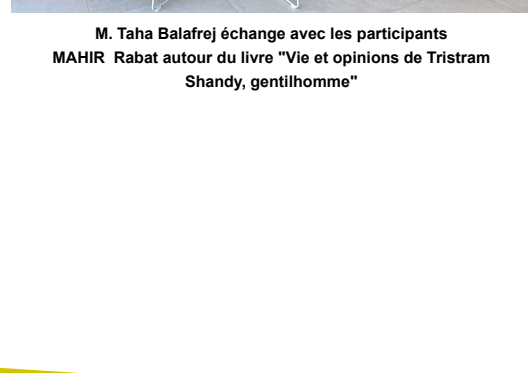 M. Taha Balafrej échange avec les participants
MAHIR  Rabat autour du livre "Vie et opinions de Tristram
Shandy, gentilhomme"